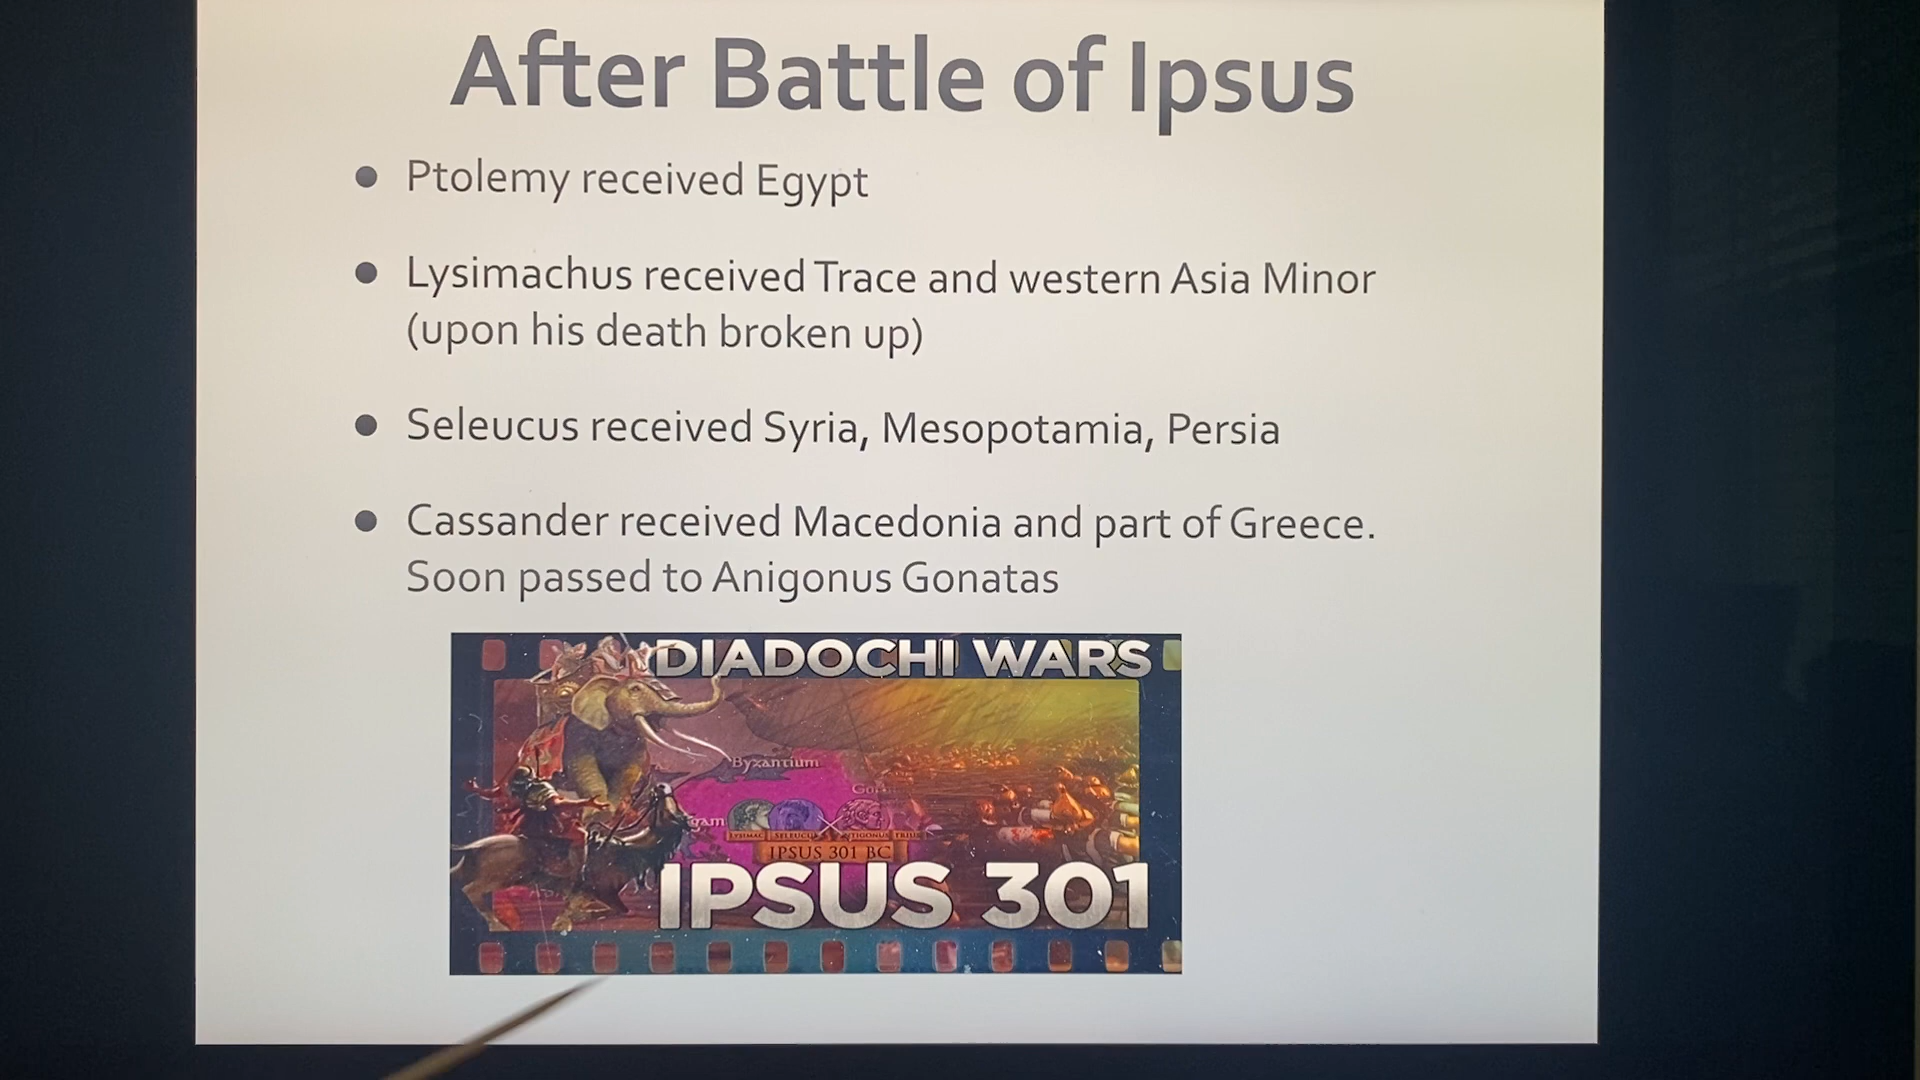 After Battle of Ipsus
● Ptolemy received Egypt
● Lysimachus received Trace and western Asia Minor
(upon his death broken up)
● Seleucus received Syria, Mesopotamia, Persia
● Cassander received Macedonia and part of Greece.
Soon passed to Anigonus Gonatas
DIADOCHI WARS
Byzantium
LYSIMAC SELEUCU
IPSUS 301 BC
IPSUS 301